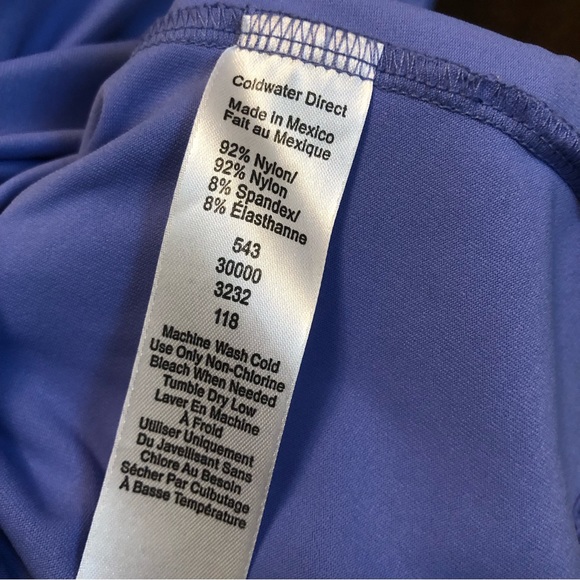 Coldwater Direct
Made in Mexico
Fait au Mexique
92% Nylon/
92% Nylon
8% Spandex/
8% Élasthanne
543
30000
3232
118
Machine Wash Cold
Use Only Non-Chlorine
Bleach When Needed
Tumble Dry Low
Laver En Machine
À Froid
Utiliser Uniquement
Du Javellisant Sans
Chlore Au Besoin
Sécher Par Culbutage
À Basse Température